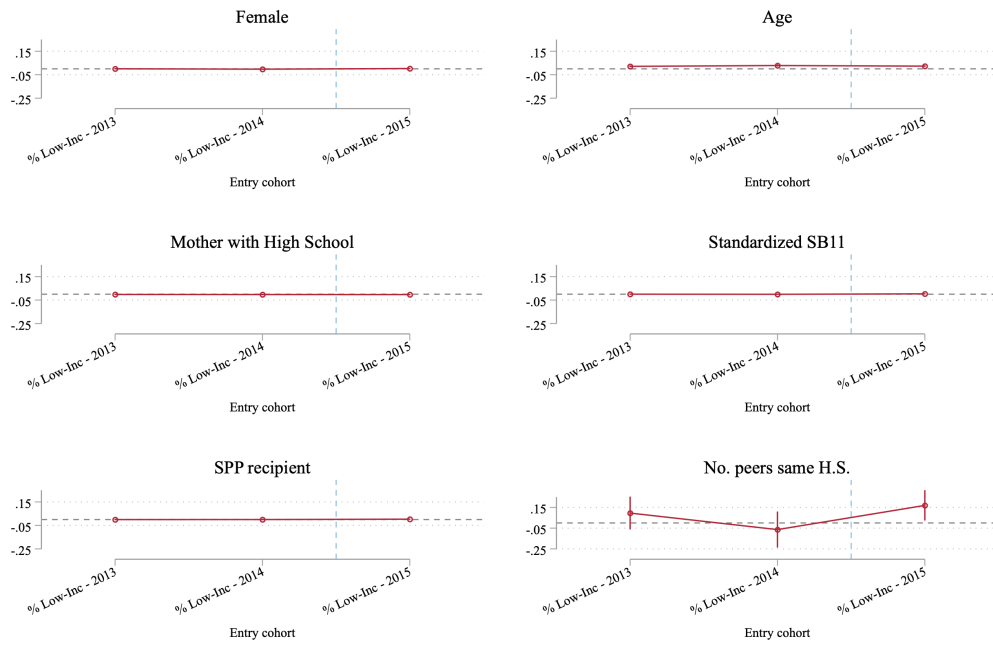 Female
.15
-.05
-.25
% Low-Inc - 2013
% Low-Inc - 2014
% Low-Inc - 2015
Entry cohort
Age
.15
-.05
-.25
% Low-Inc - 2013
% Low-Inc - 2014
% Low-Inc - 2015
Entry cohort
Mother with High School
.15
-.05
-.25
% Low-Inc - 2013
% Low-Inc - 2014
% Low-Inc - 2015
Entry cohort
Standardized SB11
.15
-.05
-.25
% Low-Inc - 2013
% Low-Inc - 2014
% Low-Inc - 2015
Entry cohort
SPP recipient
.15
-.05
-.25
% Low-Inc - 2013
% Low-Inc - 2014
% Low-Inc - 2015
Entry cohort
No. peers same H.S.
.15
-.05
-.25
% Low-Inc - 2013
% Low-Inc - 2014
% Low-Inc - 2015
Entry cohort